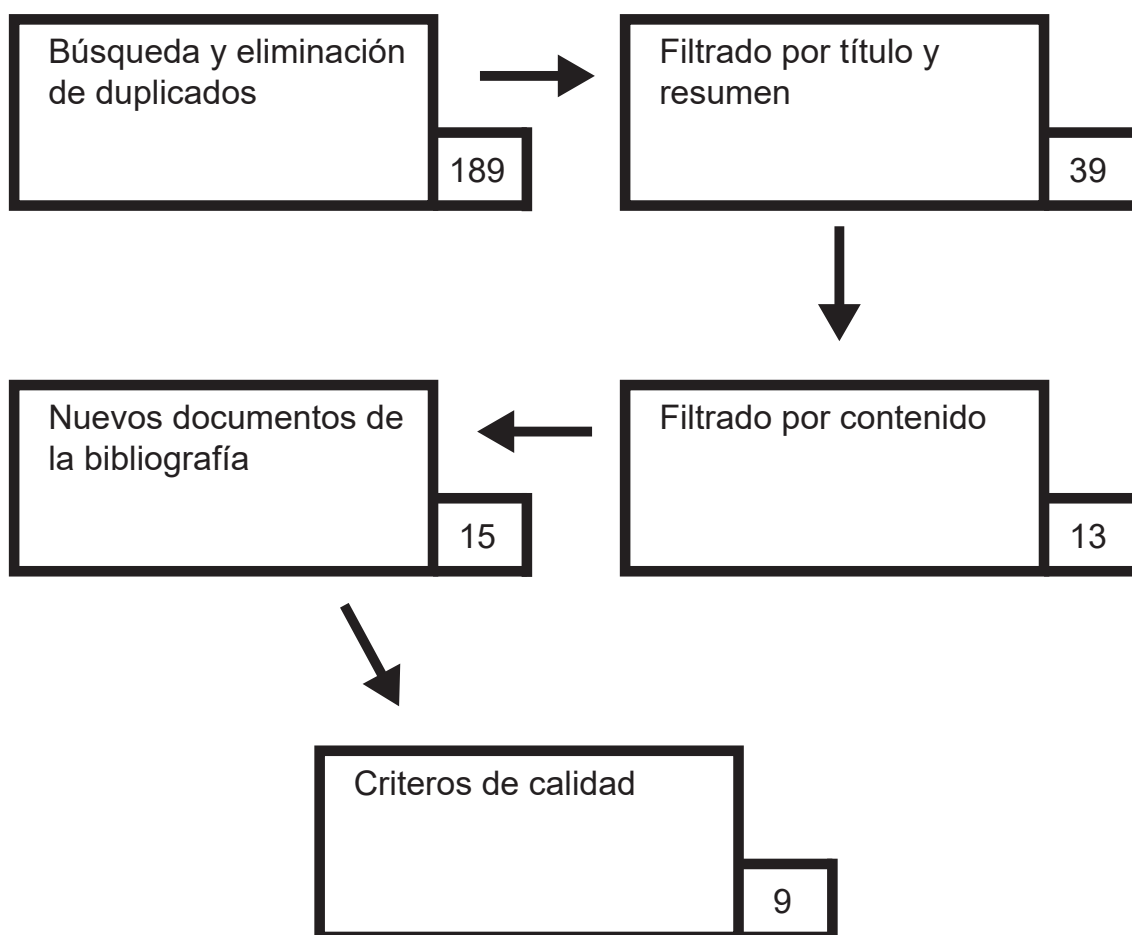 Búsqueda y eliminación
de duplicados
189
Filtrado por título y
resumen
39
Filtrado por contenido
13
Nuevos documentos de
la bibliografía
15
Criteros de calidad
9